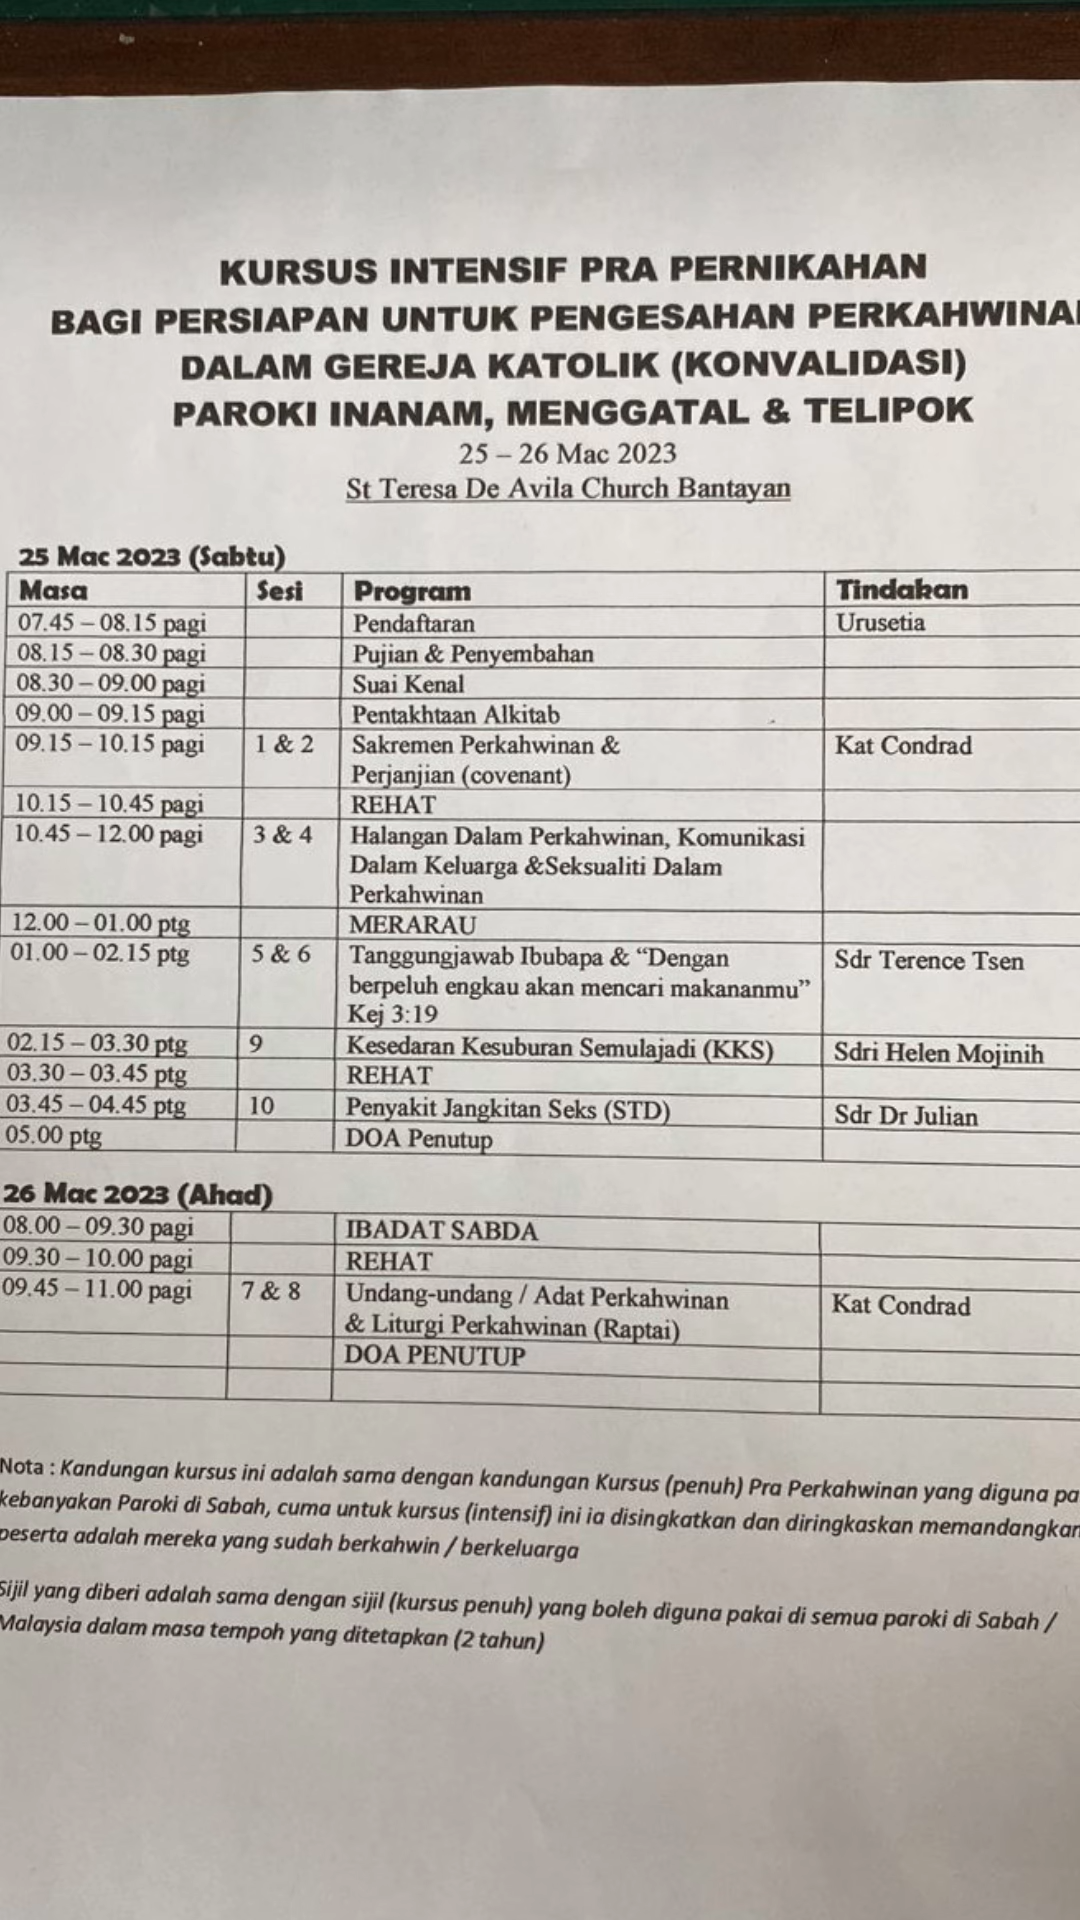 KURSUS INTENSIF PRA PERNIKAHAN
BAGI PERSIAPAN UNTUK PENGESAHAN PERKAHWINAN
DALAM GEREJA KATOLIK (KONVALIDASI)
PAROKI INANAM, MENGGATAL & TELIPOK
25 – 26 Mac 2023
St Teresa De Avila Church Bantayan
25 Mac 2023 (Sabtu)
Masa Sesi Program Tindakan
07.45 – 08.15 pagi Pendaftaran Urusetia
08.15 – 08.30 pagi Pujian & Penyembahan
08.30 – 09.00 pagi Suai Kenal
09.00 – 09.15 pagi Pentakhtaan Alkitab
09.15 – 10.15 pagi 1 & 2 Sakremen Perkahwinan & Kat Condrad
Perjanjian (covenant)
10.15 – 10.45 pagi REHAT
10.45 – 12.00 pagi 3 & 4 Halangan Dalam Perkahwinan, Komunikasi
Dalam Keluarga &Seksualiti Dalam
Perkahwinan
12.00 – 01.00 ptg MERARAU
01.00 – 02.15 ptg 5 & 6 Tanggungjawab Ibubapa & “Dengan Sdr Terence Tsen
berpeluh engkau akan mencari makananmu”
Kej 3:19
02.15 – 03.30 ptg 9 Kesedaran Kesuburan Semulajadi (KKS) Sdri Helen Mojinih
03.30 – 03.45 ptg REHAT
03.45 – 04.45 ptg 10 Penyakit Jangkitan Seks (STD) Sdr Dr Julian
05.00 ptg DOA Penutup
26 Mac 2023 (Ahad)
08.00 – 09.30 pagi IBADAT SABDA
09.30 – 10.00 pagi REHAT
09.45 – 11.00 pagi 7 & 8 Undang-undang / Adat Perkahwinan Kat Condrad
& Liturgi Perkahwinan (Raptai)
DOA PENUTUP
Nota : Kandungan kursus ini adalah sama dengan kandungan Kursus (penuh) Pra Perkahwinan yang diguna pa
kebanyakan Paroki di Sabah, cuma untuk kursus (intensif) ini ia disingkatkan dan diringkaskan memandangkan
peserta adalah mereka yang sudah berkahwin / berkeluarga
Sijil yang diberi adalah sama dengan sijil (kursus penuh) yang boleh diguna pakai di semua paroki di Sabah /
Malaysia dalam masa tempoh yang ditetapkan (2 tahun)